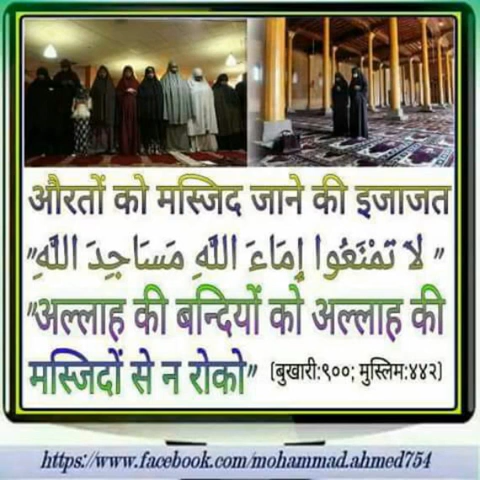 औरतों को मस्जिद जाने की इजाजत
"لَا تَمْنَعُوا إِمَاءَ اللَّهِ مَسَاجِدَ اللَّهِ"
"अल्लाह की बन्दियों को अल्लाह की
मस्जिदों से न रोको" (बुखारी:९००; मुस्लिम:४४२)
https://www.facebook.com/mohammad.ahmed754